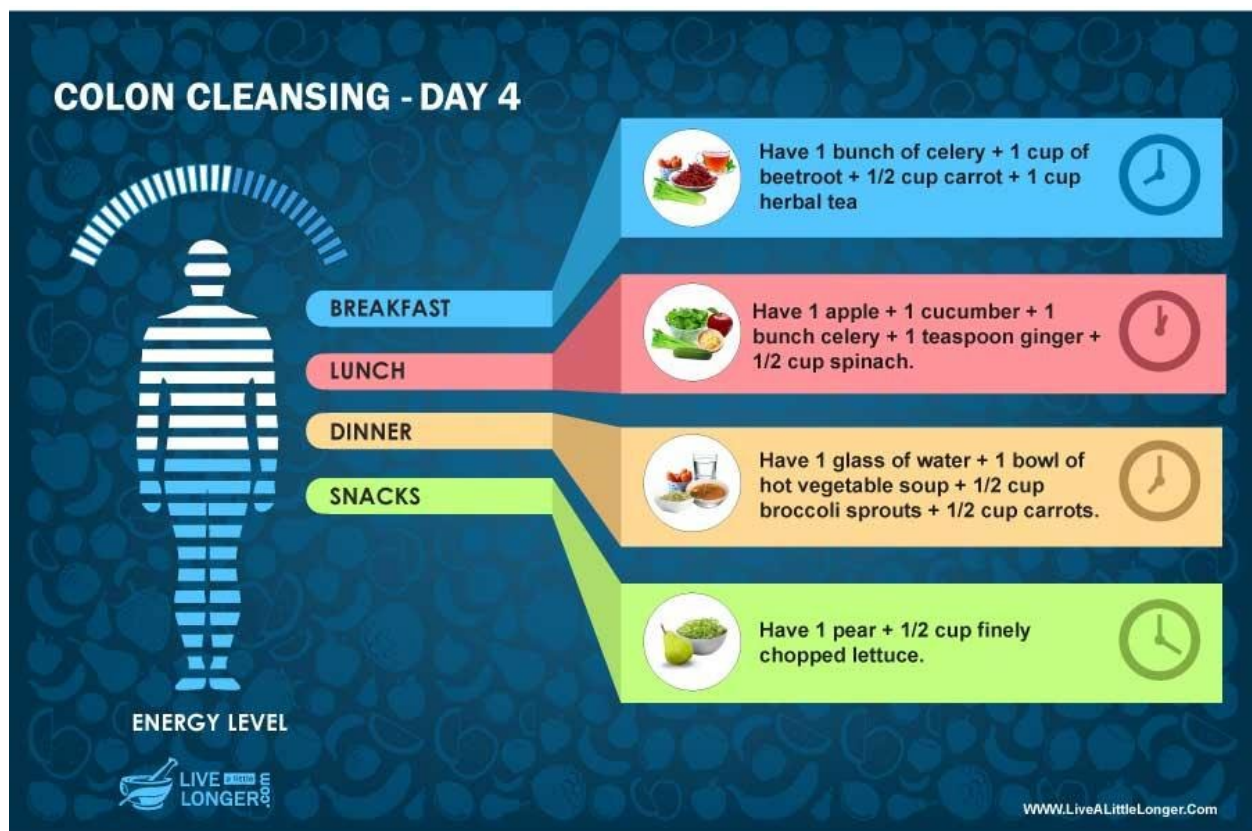 COLON CLEANSING - DAY 4
BREAKFAST
Have 1 bunch of celery + 1 cup of
beetroot + 1/2 cup carrot + 1 cup
herbal tea
LUNCH
Have 1 apple + 1 cucumber + 1
bunch celery + 1 teaspoon ginger +
1/2 cup spinach.
DINNER
Have 1 glass of water + 1 bowl of
hot vegetable soup + 1/2 cup
broccoli sprouts + 1/2 cup carrots.
SNACKS
Have 1 pear + 1/2 cup finely
chopped lettuce.
ENERGY LEVEL
LIVE a little
LONGER.com
WWW.LiveALittleLonger.Com